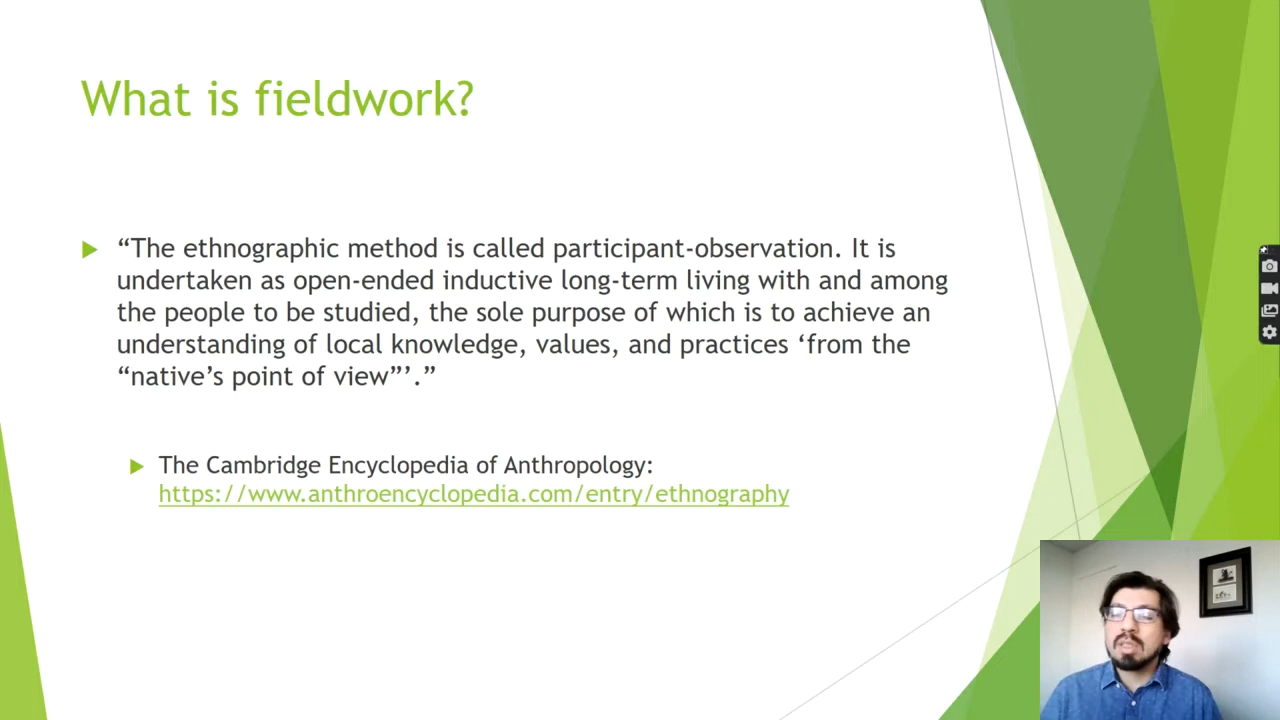 What is fieldwork?
“The ethnographic method is called participant-observation. It is
undertaken as open-ended inductive long-term living with and among
the people to be studied, the sole purpose of which is to achieve an
understanding of local knowledge, values, and practices ‘from the
“native’s point of view”’.”
The Cambridge Encyclopedia of Anthropology:
https://www.anthroencyclopedia.com/entry/ethnography